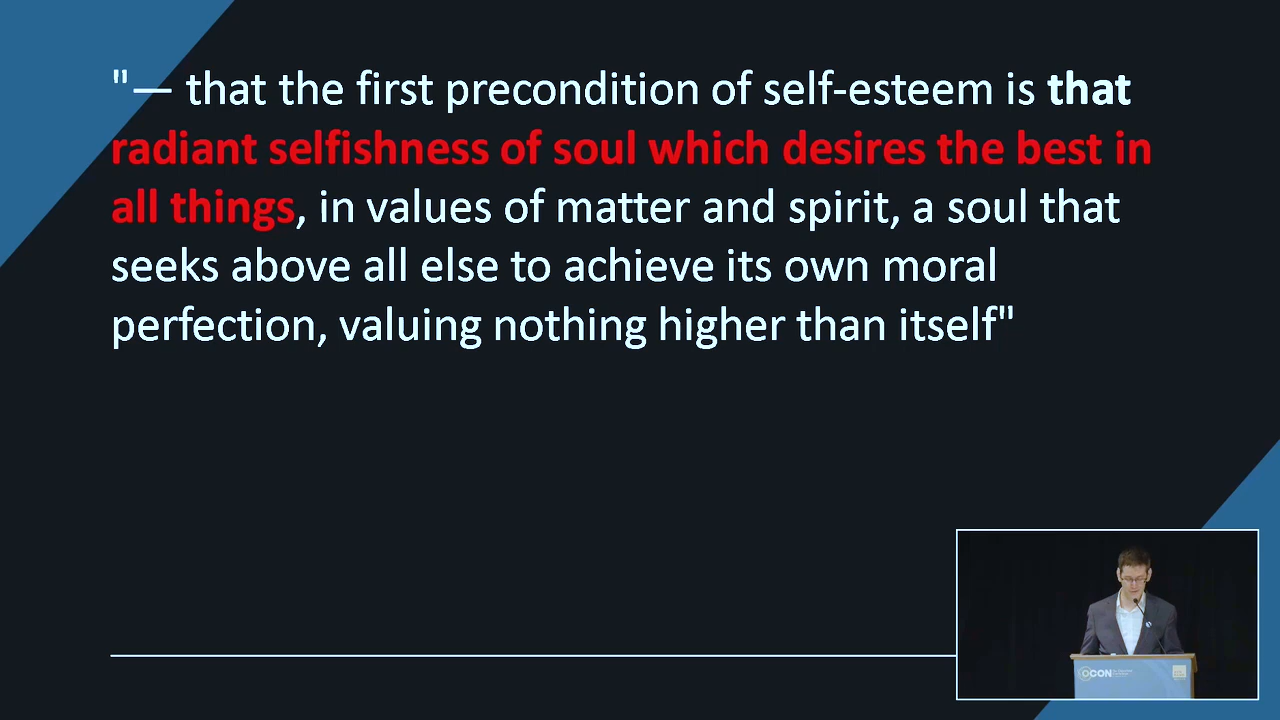 "— that the first precondition of self-esteem is that
radiant selfishness of soul which desires the best in
all things, in values of matter and spirit, a soul that
seeks above all else to achieve its own moral
perfection, valuing nothing higher than itself"
OCON